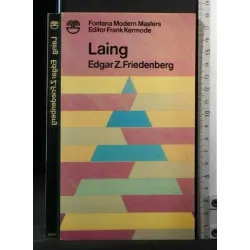 Fontana Modern Masters
Editor Frank Kermode
Laing
Edgar Z. Friedenberg
Laing Edgar Z. Friedenberg